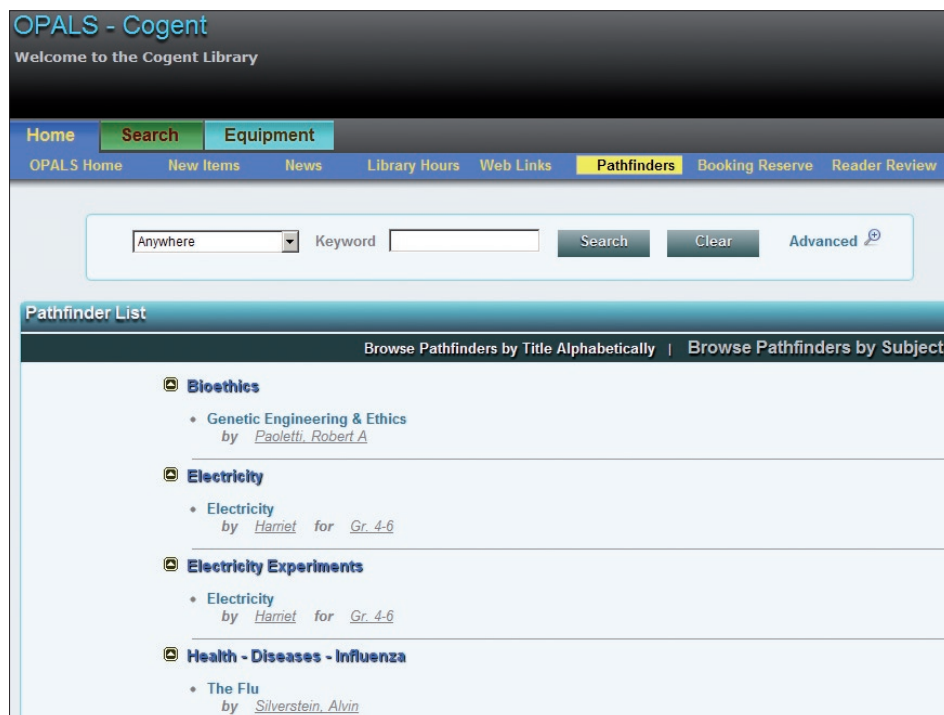 OPALS - Cogent
Welcome to the Cogent Library
Home Search Equipment
OPALS Home New Items News Library Hours Web Links Pathfinders Booking Reserve Reader Review
Anywhere Keyword Search Clear Advanced
Pathfinder List
Browse Pathfinders by Title Alphabetically | Browse Pathfinders by Subject
Bioethics
• Genetic Engineering & Ethics
by Paoletti, Robert A
Electricity
• Electricity
by Harriet for Gr. 4-6
Electricity Experiments
• Electricity
by Harriet for Gr. 4-6
Health - Diseases - Influenza
• The Flu
by Silverstein, Alvin